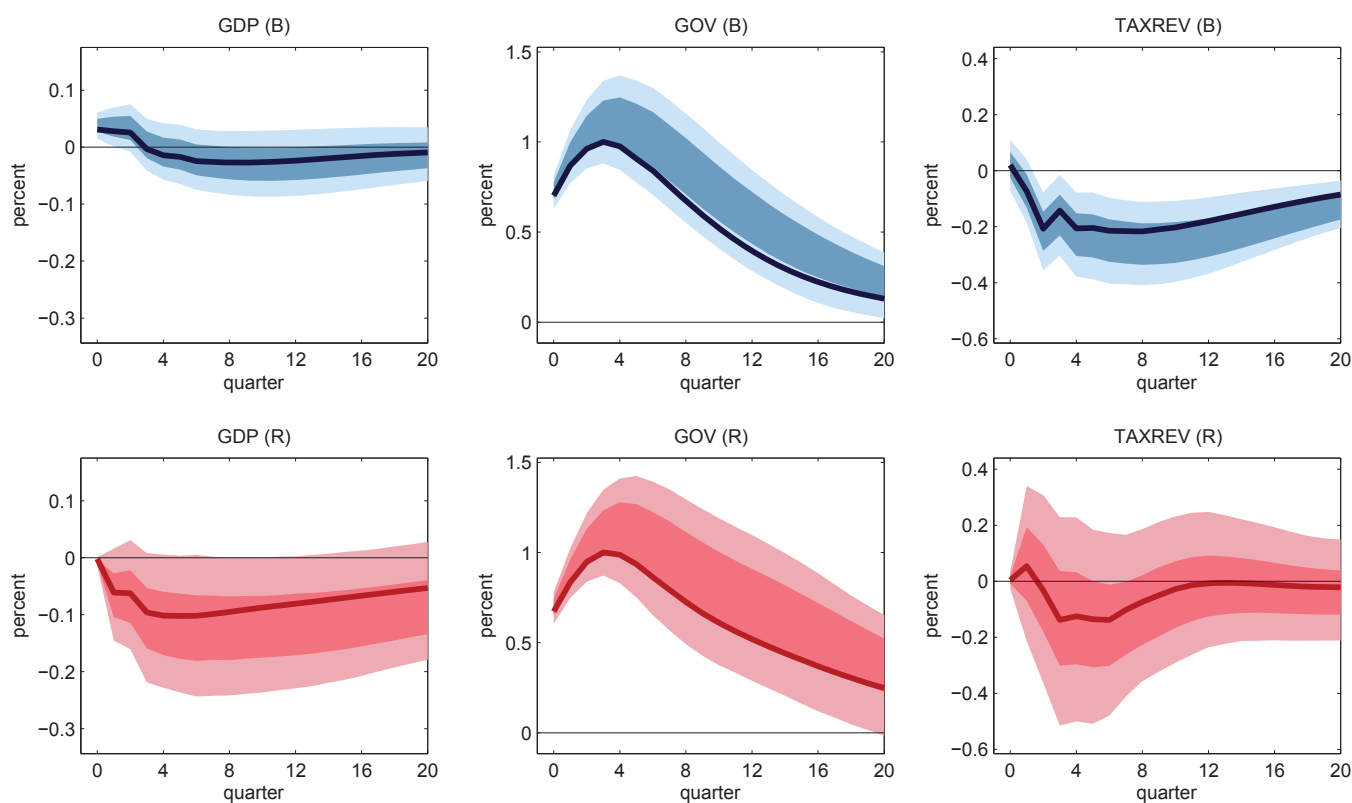 GDP (B)
GOV (B)
TAXREV (B)
percent
0.1
0
−0.1
−0.2
−0.3
0 4 8 12 16 20
quarter
percent
1.5
1
0.5
0
0 4 8 12 16 20
quarter
percent
0.4
0.2
0
−0.2
−0.4
−0.6
0 4 8 12 16 20
quarter
GDP (R)
GOV (R)
TAXREV (R)
percent
0.1
0
−0.1
−0.2
−0.3
0 4 8 12 16 20
quarter
percent
1.5
1
0.5
0
0 4 8 12 16 20
quarter
percent
0.4
0.2
0
−0.2
−0.4
−0.6
0 4 8 12 16 20
quarter